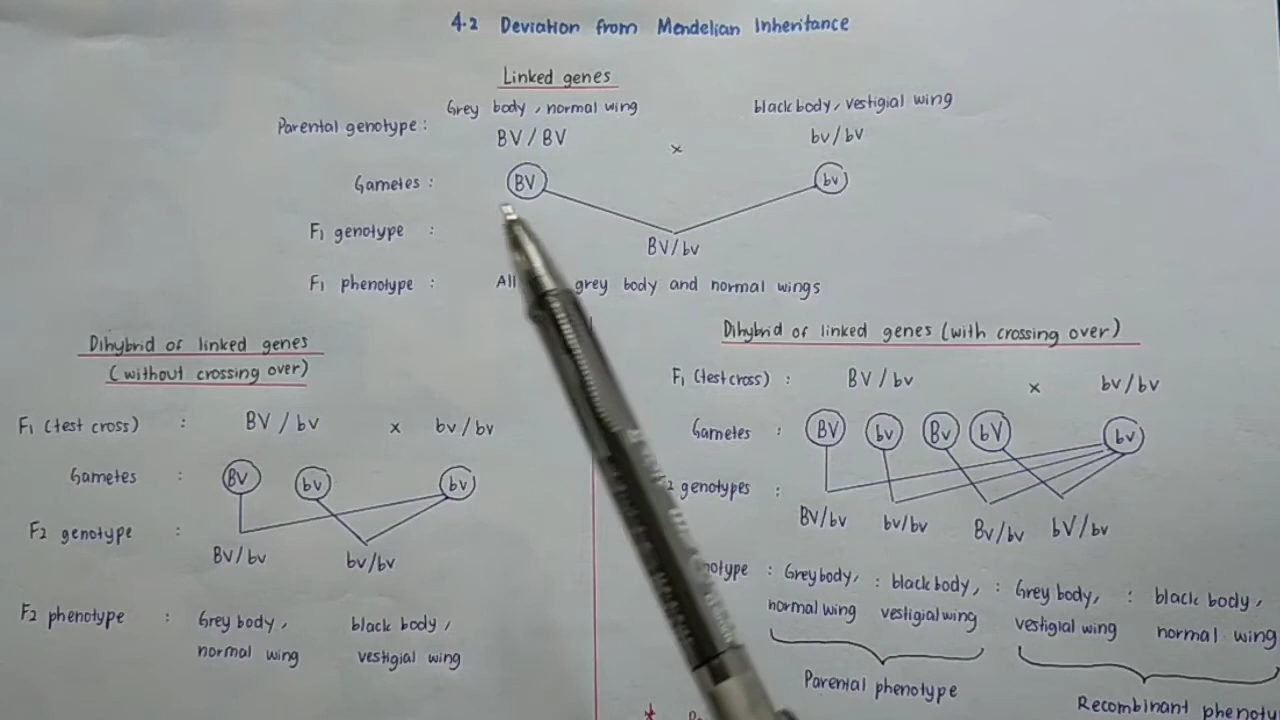 4.2 Deviation from Mendelian Inheritance
Linked genes
Grey body, normal wing black body, vestigial wing
Parental genotype: BV/BV × bv/bv
Gametes : BV bv
F1 genotype : BV/bv
F1 phenotype : All grey body and normal wings
Dihybrid of linked genes
(without crossing over)
F1 (test cross) : BV/bv × bv/bv
Gametes : BV bv bv
F2 genotype : BV/bv bv/bv
F2 phenotype : Grey body, black body,
normal wing vestigial wing
Dihybrid of linked genes (with crossing over)
F1 (testcross) : BV/bv × bv/bv
Gametes : BV bv Bv bV bv
2 genotypes : BV/bv bv/bv Bv/bv bV/bv
notype : Grey body, : black body, : Grey body, : black body,
normal wing vestigial wing vestigial wing normal wing
Parental phenotype
Recombinant phenoty